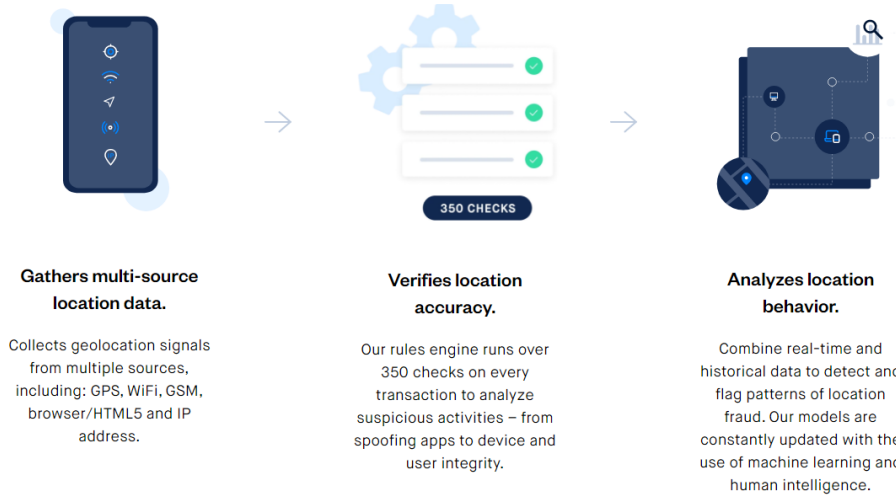 350 CHECKS
Gathers multi-source
location data.
Collects geolocation signals
from multiple sources,
including: GPS, WiFi, GSM,
browser/HTML5 and IP
address.
Verifies location
accuracy.
Our rules engine runs over
350 checks on every
transaction to analyze
suspicious activities – from
spoofing apps to device and
user integrity.
Analyzes location
behavior.
Combine real-time and
historical data to detect and
flag patterns of location
fraud. Our models are
constantly updated with the
use of machine learning and
human intelligence.